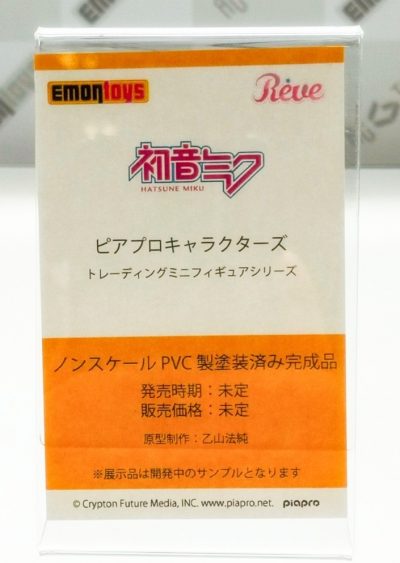 EMONtoys
Rêve
初音ミク
HATSUNE MIKU
ピアプロキャラクターズ
トレーディングミニフィギュアシリーズ
ノンスケール PVC 製塗装済み完成品
発売時期：未定
販売価格：未定
原型制作：乙山法純
※展示品は開発中のサンプルとなります
© Crypton Future Media, INC. www.piapro.net. piapro